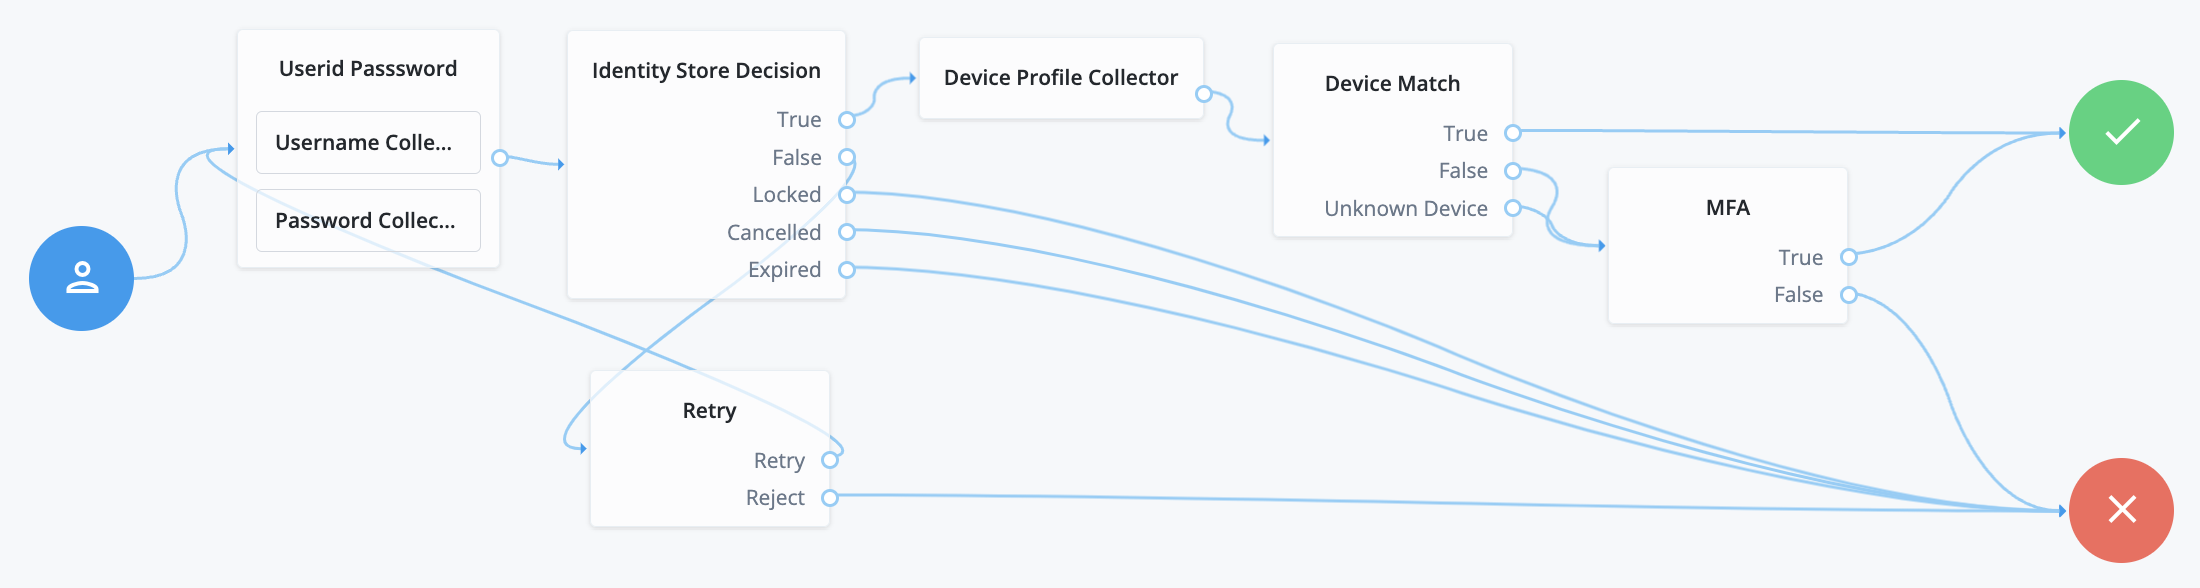 Userid Passsword
Username Colle...
Password Collec...
Identity Store Decision
True
False
Locked
Cancelled
Expired
Device Profile Collector
Device Match
True
False
Unknown Device
MFA
True
False
Retry
Retry
Reject